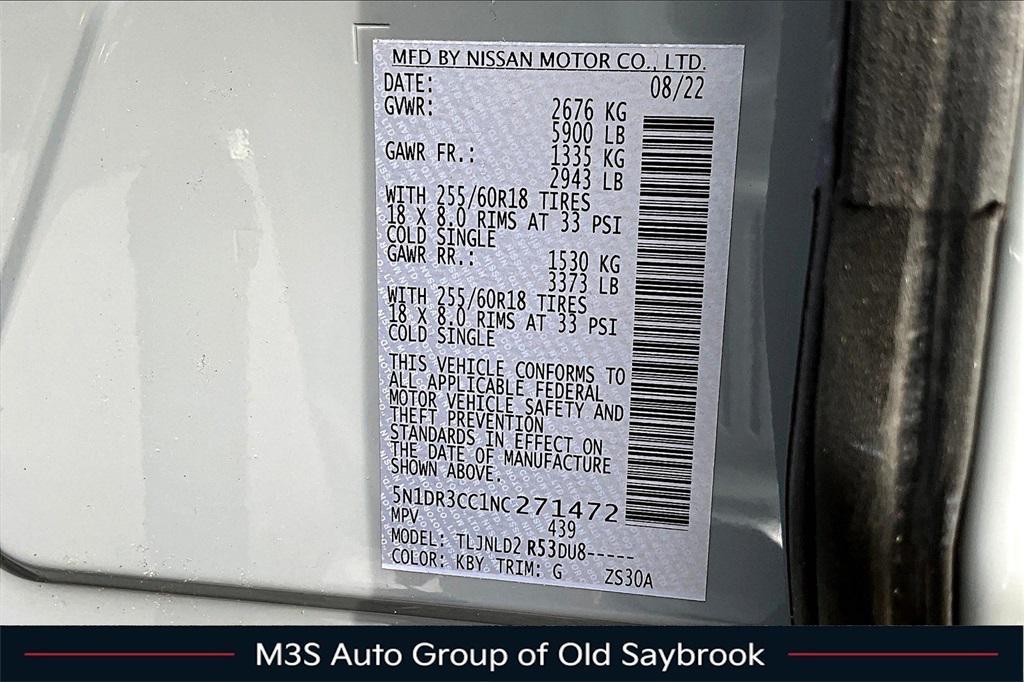 MFD BY NISSAN MOTOR CO., LTD.
DATE: 08/22
GVWR: 2676 KG
5900 LB
GAWR FR.: 1335 KG
2943 LB
WITH 255/60R18 TIRES
18 X 8.0 RIMS AT 33 PSI
COLD SINGLE
GAWR RR.: 1530 KG
3373 LB
WITH 255/60R18 TIRES
18 X 8.0 RIMS AT 33 PSI
COLD SINGLE
THIS VEHICLE CONFORMS TO
ALL APPLICABLE FEDERAL
MOTOR VEHICLE SAFETY AND
THEFT PREVENTION
STANDARDS IN EFFECT ON
THE DATE OF MANUFACTURE
SHOWN ABOVE.
5N1DR3CC1NC271472
MPV 439
MODEL: TLJNLD2 R53DU8-----
COLOR: KBY TRIM: G ZS30A
M3S Auto Group of Old Saybrook